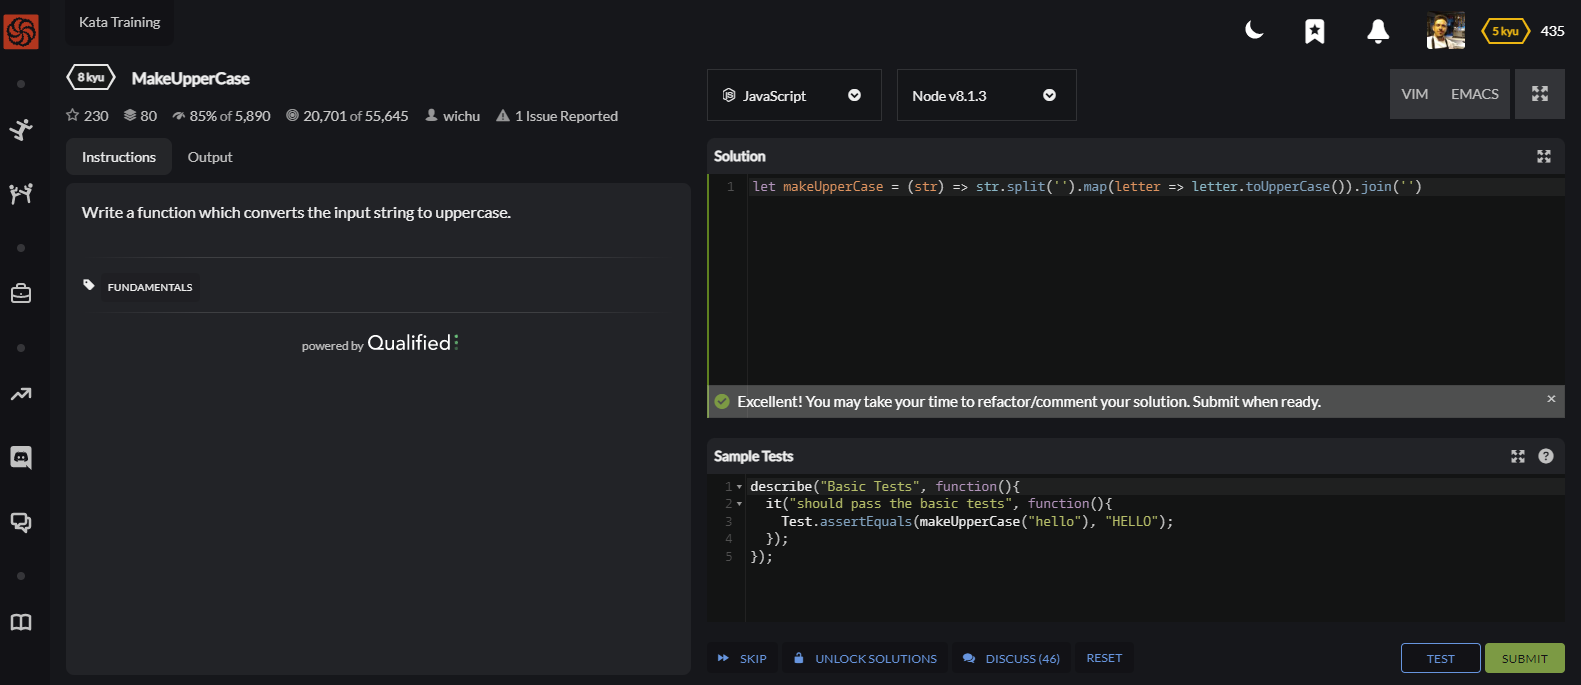 Kata Training
5 kyu 435
8 kyu MakeUpperCase
230 80 85% of 5,890 20,701 of 55,645 wichu 1 Issue Reported
Instructions Output
Write a function which converts the input string to uppercase.
FUNDAMENTALS
powered by Qualified
JavaScript Node v8.1.3 VIM EMACS
Solution
1 let makeUpperCase = (str) => str.split('').map(letter => letter.toUpperCase()).join('')
Excellent! You may take your time to refactor/comment your solution. Submit when ready.
Sample Tests
1 describe("Basic Tests", function(){
2 it("should pass the basic tests", function(){
3 Test.assertEquals(makeUpperCase("hello"), "HELLO");
4 });
5 });
SKIP UNLOCK SOLUTIONS DISCUSS (46) RESET TEST SUBMIT